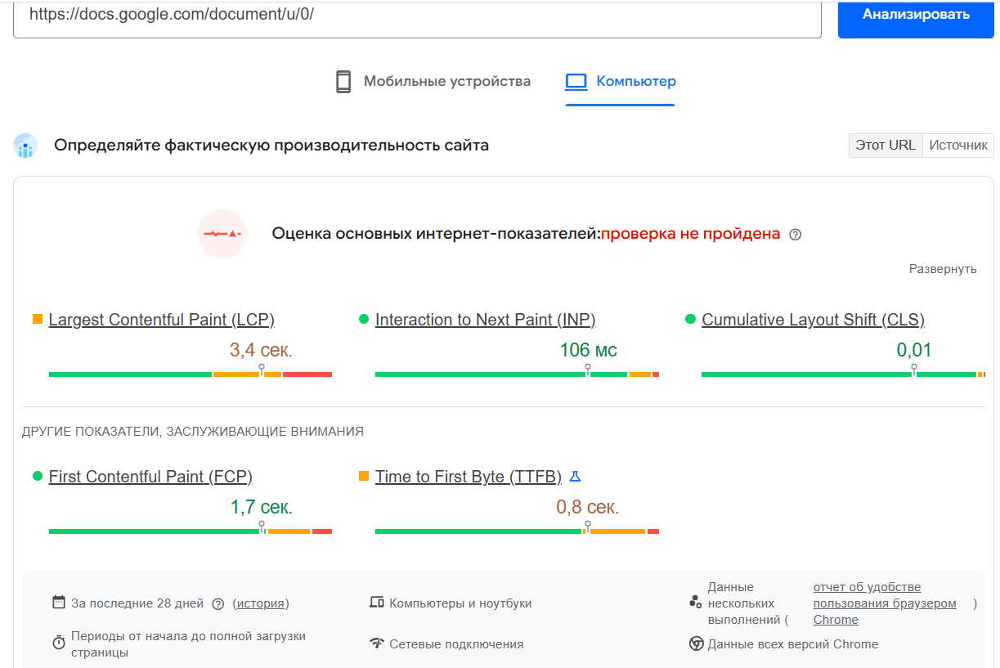 https://docs.google.com/document/u/0/
Анализировать
Мобильные устройства
Компьютер
Определяйте фактическую производительность сайта
Этот URL
Источник
Оценка основных интернет-показателей:проверка не пройдена
Развернуть
Largest Contentful Paint (LCP)
3,4 сек.
Interaction to Next Paint (INP)
106 мс
Cumulative Layout Shift (CLS)
0,01
ДРУГИЕ ПОКАЗАТЕЛИ, ЗАСЛУЖИВАЮЩИЕ ВНИМАНИЯ
First Contentful Paint (FCP)
1,7 сек.
Time to First Byte (TTFB)
0,8 сек.
За последние 28 дней (история)
Компьютеры и ноутбуки
Данные
нескольких
выполнений (
отчет об удобстве
пользования браузером
Chrome
)
Периоды от начала до полной загрузки
страницы
Сетевые подключения
Данные всех версий Chrome